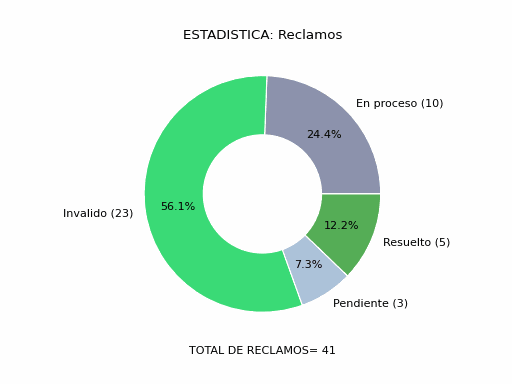 ESTADISTICA: Reclamos
En proceso (10)
24.4%
56.1%
Invalido (23)
12.2%
Resuelto (5)
7.3%
Pendiente (3)
TOTAL DE RECLAMOS= 41